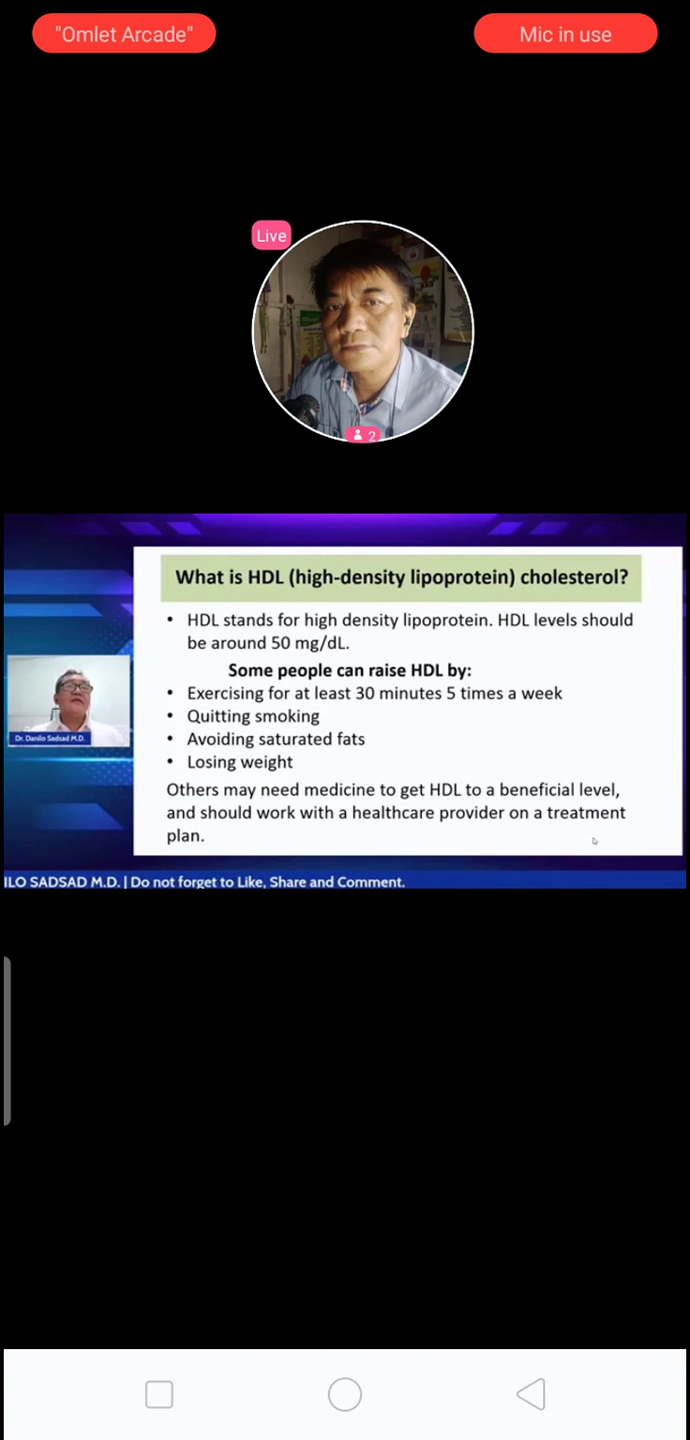 "Omlet Arcade"
Mic in use
Live
2
What is HDL (high-density lipoprotein) cholesterol?
• HDL stands for high density lipoprotein. HDL levels should
be around 50 mg/dL.
Some people can raise HDL by:
• Exercising for at least 30 minutes 5 times a week
• Quitting smoking
• Avoiding saturated fats
• Losing weight
Others may need medicine to get HDL to a beneficial level,
and should work with a healthcare provider on a treatment
plan.
Dr. Danilo Sadsad M.D.
ILO SADSAD M.D. | Do not forget to Like, Share and Comment.